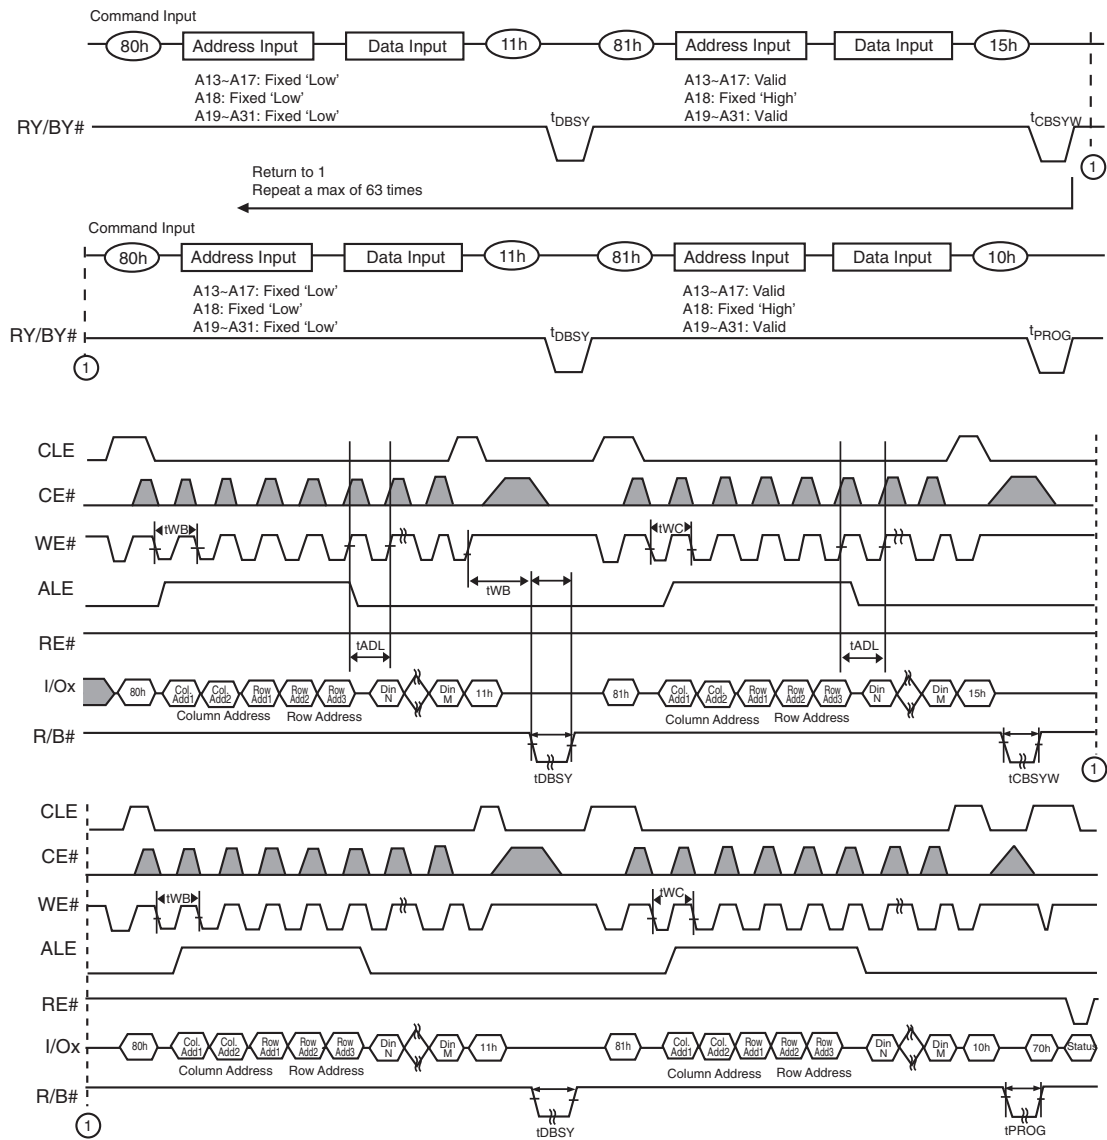 Command Input
80h Address Input Data Input 11h 81h Address Input Data Input 15h
A13~A17: Fixed ‘Low’ A13~A17: Valid
A18: Fixed ‘Low’ A18: Fixed ‘High’
A19~A31: Fixed ‘Low’ A19~A31: Valid
RY/BY# tDBSY tCBSYW
1
Return to 1
Repeat a max of 63 times
Command Input
80h Address Input Data Input 11h 81h Address Input Data Input 10h
A13~A17: Fixed ‘Low’ A13~A17: Valid
A18: Fixed ‘Low’ A18: Fixed ‘High’
A19~A31: Fixed ‘Low’ A19~A31: Valid
RY/BY# tDBSY tPROG
1
CLE
CE#
WE# tWB tWC
ALE tWB
RE# tADL tADL
I/Ox 80h Col. Add1 Col. Add2 Row Add1 Row Add2 Row Add3 Din N Din M 11h 81h Col. Add1 Col. Add2 Row Add1 Row Add2 Row Add3 Din N Din M 15h
Column Address Row Address Column Address Row Address
R/B# tDBSY tCBSYW
1
CLE
CE#
WE# tWB tWC
ALE
RE#
I/Ox 80h Col. Add1 Col. Add2 Row Add1 Row Add2 Row Add3 Din N Din M 11h 81h Col. Add1 Col. Add2 Row Add1 Row Add2 Row Add3 Din N Din M 10h 70h Status
Column Address Row Address Column Address Row Address
R/B# tDBSY tPROG
1